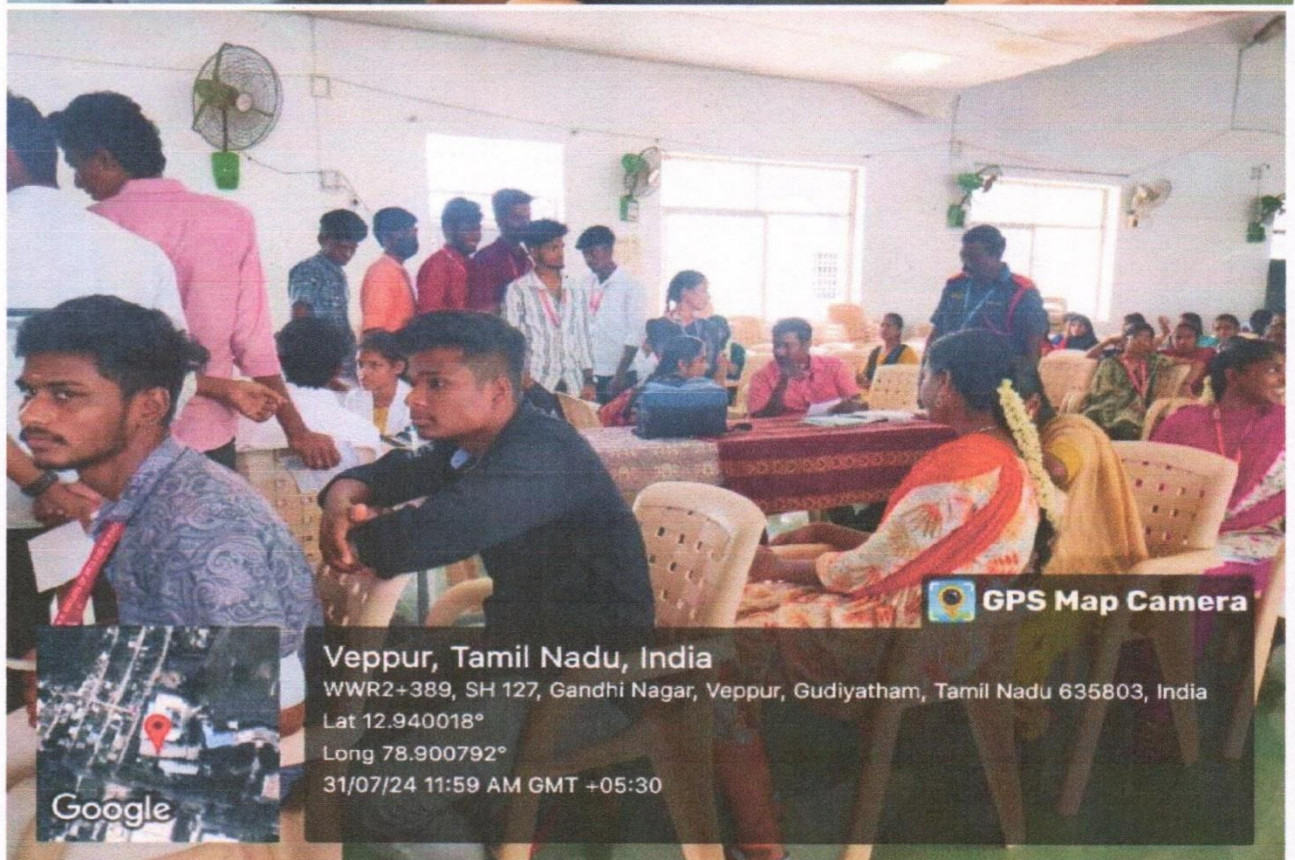 GPS Map Camera
Veppur, Tamil Nadu, India
WWR2+389, SH 127, Gandhi Nagar, Veppur, Gudiyatham, Tamil Nadu 635803, India
Lat 12.940018°
Long 78.900792°
31/07/24 11:59 AM GMT +05:30
Google